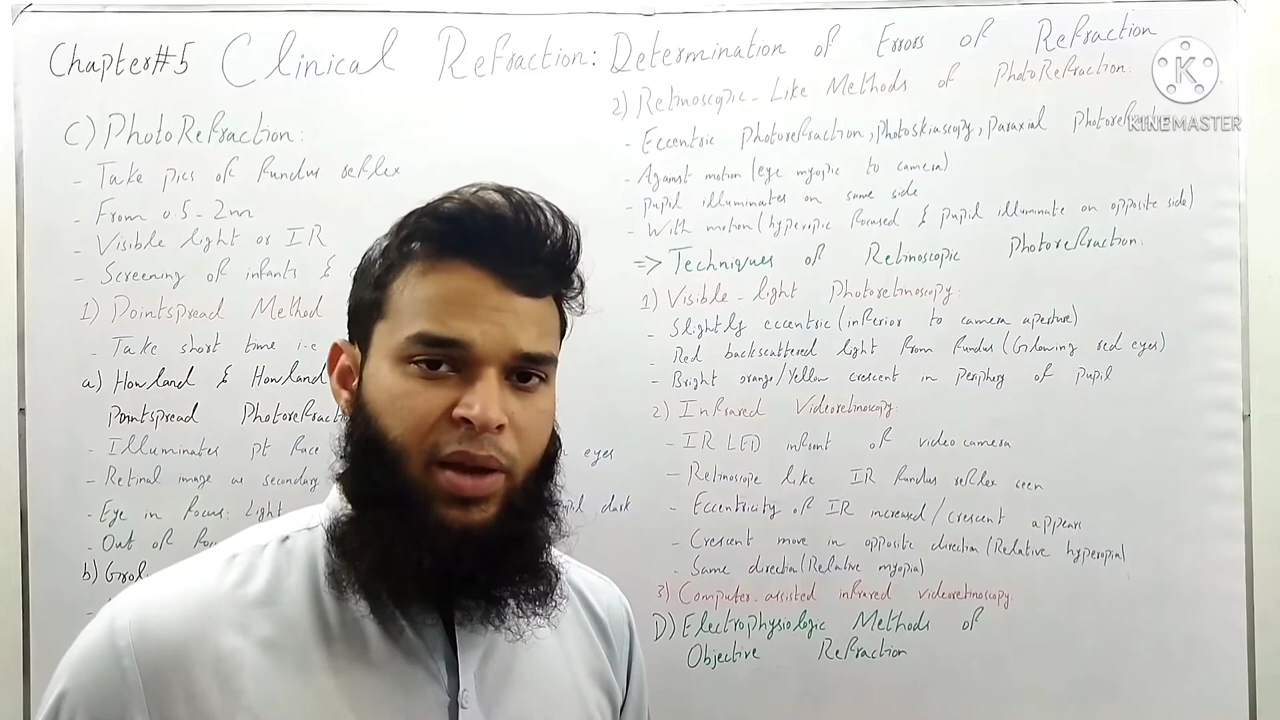 Chapter#5 Clinical Refraction: Determination of Errors of Refraction
C) PhotoRefraction:
- Take pics of fundus reflex
- From 0.5-2m
- Visible light or IR
- Screening of infants &
1) Pointspread Method
- Take short time i.e
a) Howland & Howland
Pointspread Photorefraction
- Illuminates pt face eyes
- Retinal image as secondary
- Eye in focus: Light pupil dark
- Out of
b)
2) Retinoscopic-Like Methods of PhotoRefraction:
- Eccentric Photorefraction, Photoskiascopy, paraxial
- Against motion (eye myopic to camera)
- Pupil illuminates on same side
- With motion (hyperopic focused & pupil illuminate on opposite side)
=> Techniques of Retinoscopic Photorefraction:
1) Visible-light Photoretinoscopy:
- Slightly eccentric (inferior to camera aperture)
- Red backscattered light from fundus (Glowing red eyes)
- Bright orange/Yellow crescent in periphery of pupil
2) Infrared Videoretinoscopy:
- IR LED infront of video camera
- Retinoscope like IR fundus reflex seen
- Eccentricity of IR increased/crescent appears
- Crescent move in opposite direction (Relative hyperopia)
- Same direction (Relative myopia)
3) Computer-assisted infrared videoretinoscopy:
D) Electrophysiologic Methods of
Objective Refraction
K
KINEMASTER